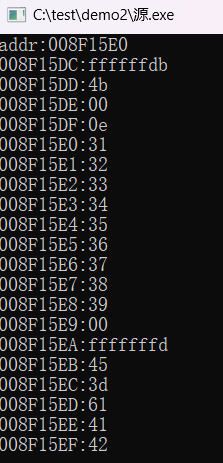 C:\test\demo2\源.exe
addr:008F15E0
008F15DC:ffffffdb
008F15DD:4b
008F15DE:00
008F15DF:0e
008F15E0:31
008F15E1:32
008F15E2:33
008F15E3:34
008F15E4:35
008F15E5:36
008F15E6:37
008F15E7:38
008F15E8:39
008F15E9:00
008F15EA:fffffffd
008F15EB:45
008F15EC:3d
008F15ED:61
008F15EE:41
008F15EF:42